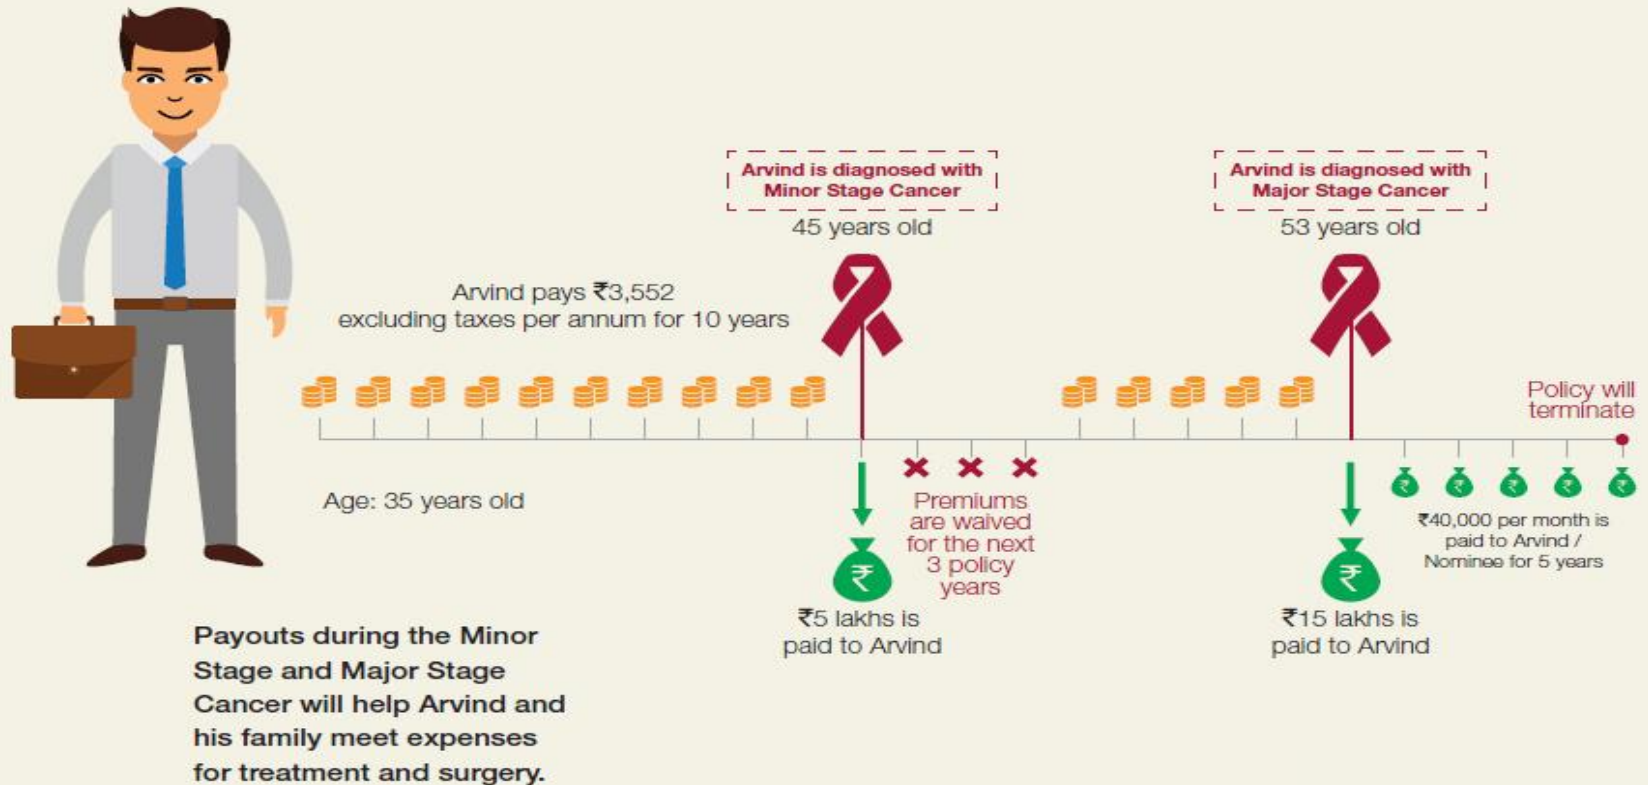 Arvind is diagnosed with
Minor Stage Cancer
45 years old
Arvind is diagnosed with
Major Stage Cancer
53 years old
Arvind pays ₹3,552
excluding taxes per annum for 10 years
Policy will
terminate
Age: 35 years old
Premiums
are waived
for the next
3 policy
years
₹
₹5 lakhs is
paid to Arvind
₹
₹15 lakhs is
paid to Arvind
₹ ₹ ₹ ₹ ₹
₹40,000 per month is
paid to Arvind /
Nominee for 5 years
Payouts during the Minor
Stage and Major Stage
Cancer will help Arvind and
his family meet expenses
for treatment and surgery.